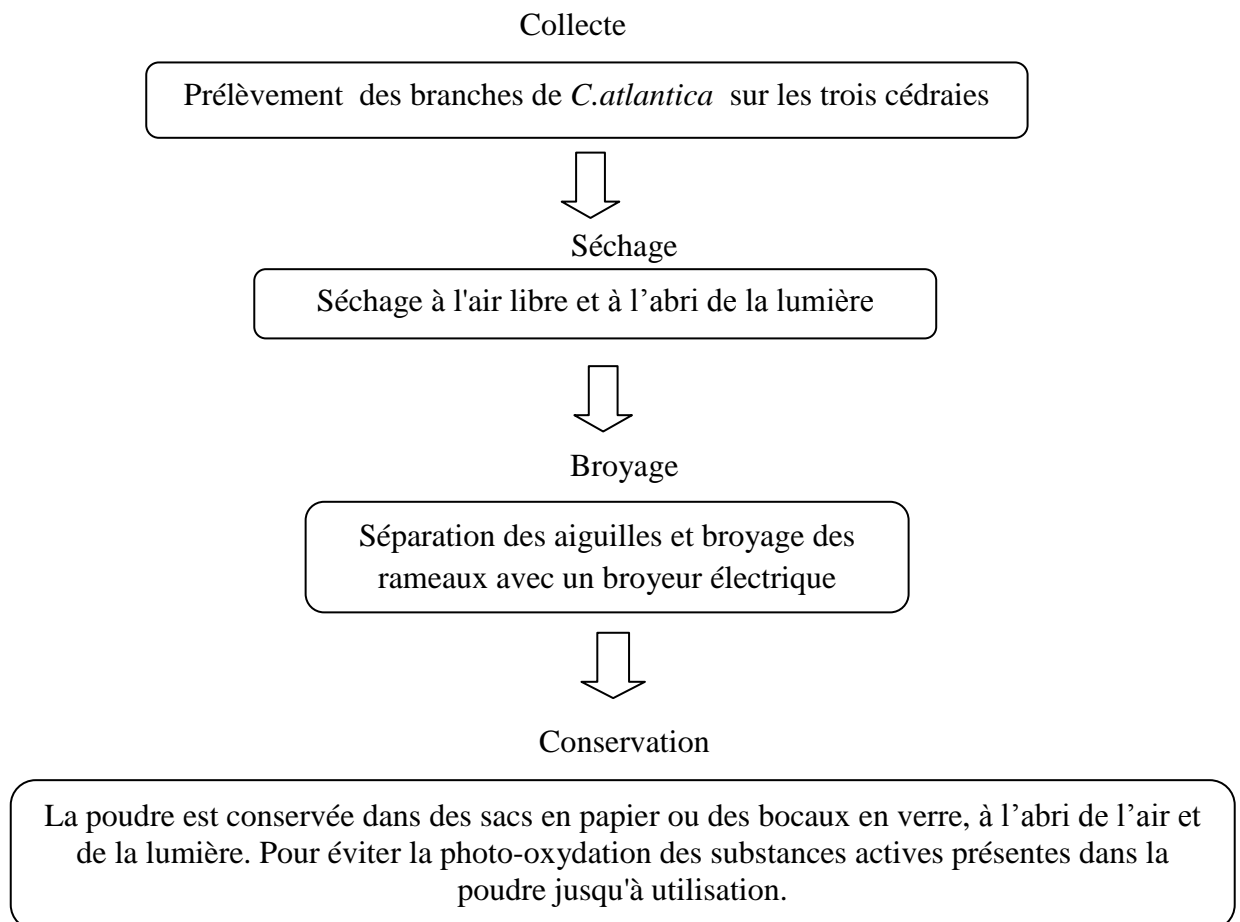 Collecte
Prélèvement des branches de C.atlantica sur les trois cédraies
Séchage
Séchage à l'air libre et à l’abri de la lumière
Broyage
Séparation des aiguilles et broyage des
rameaux avec un broyeur électrique
Conservation
La poudre est conservée dans des sacs en papier ou des bocaux en verre, à l’abri de l’air et
de la lumière. Pour éviter la photo-oxydation des substances actives présentes dans la
poudre jusqu'à utilisation.